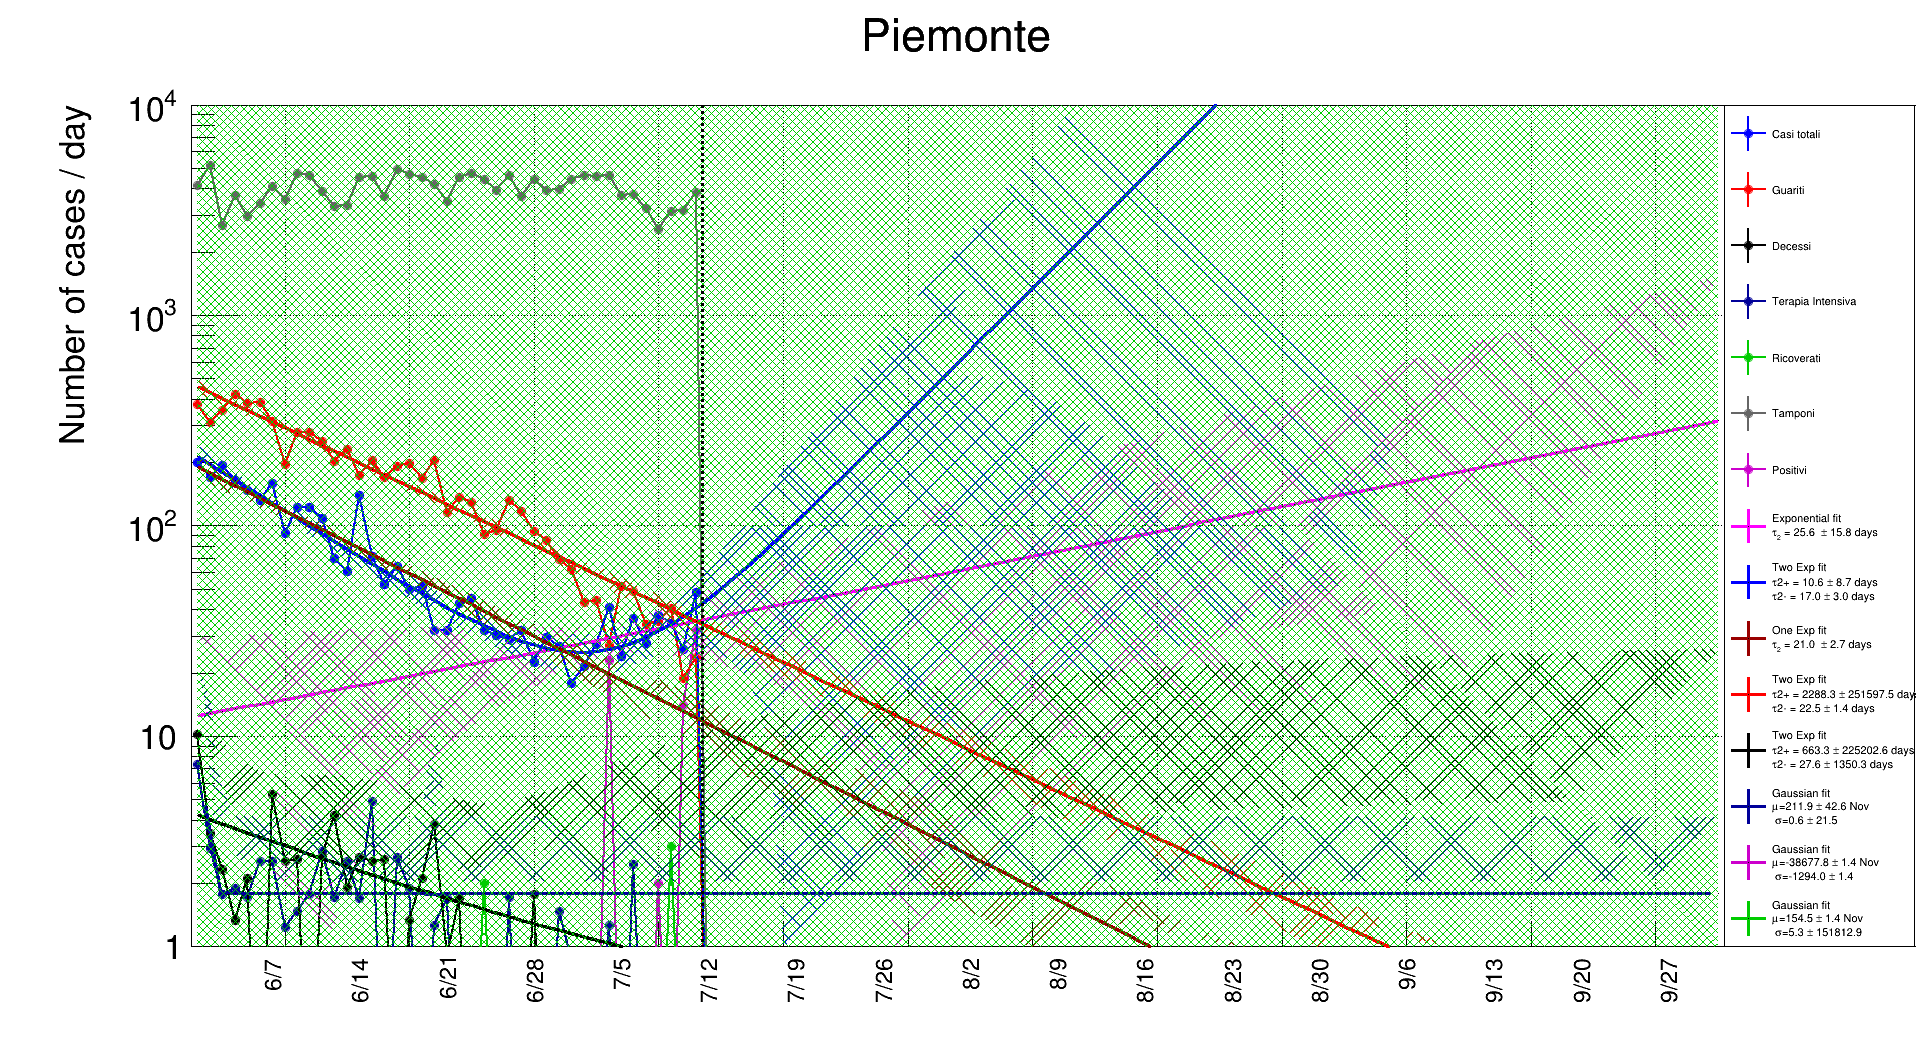 Piemonte
Number of cases / day
10^4
10^3
10^2
10
1
6/7
6/14
6/21
6/28
7/5
7/12
7/19
7/26
8/2
8/9
8/16
8/23
8/30
9/6
9/13
9/20
9/27
Casi totali
Guariti
Decessi
Terapia Intensiva
Ricoverati
Tamponi
Positivi
Exponential fit
τ2 = 25.6 ± 15.8 days
Two Exp fit
τ2+ = 10.6 ± 8.7 days
τ2- = 17.0 ± 3.0 days
One Exp fit
τ2 = 21.0 ± 2.7 days
Two Exp fit
τ2+ = 2288.3 ± 251597.5 day
τ2- = 22.5 ± 1.4 days
Two Exp fit
τ2+ = 663.3 ± 225202.6 days
τ2- = 27.6 ± 1350.3 days
Gaussian fit
μ=211.9 ± 42.6 Nov
σ=0.6 ± 21.5
Gaussian fit
μ=-38677.8 ± 1.4 Nov
σ=-1294.0 ± 1.4
Gaussian fit
μ=154.5 ± 1.4 Nov
σ=5.3 ± 151812.9